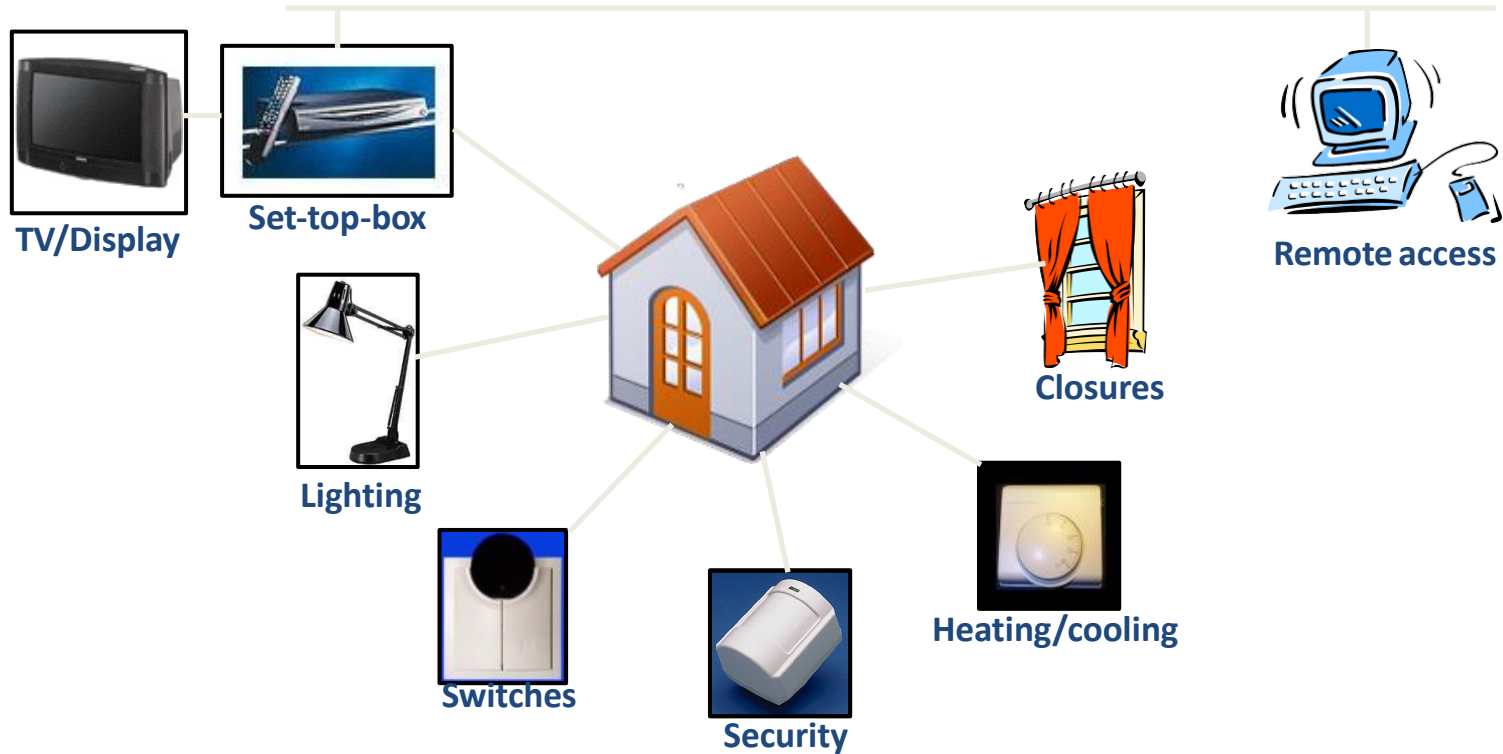 TV/Display
Set-top-box
Remote access
Closures
Lighting
Heating/cooling
Switches
Security